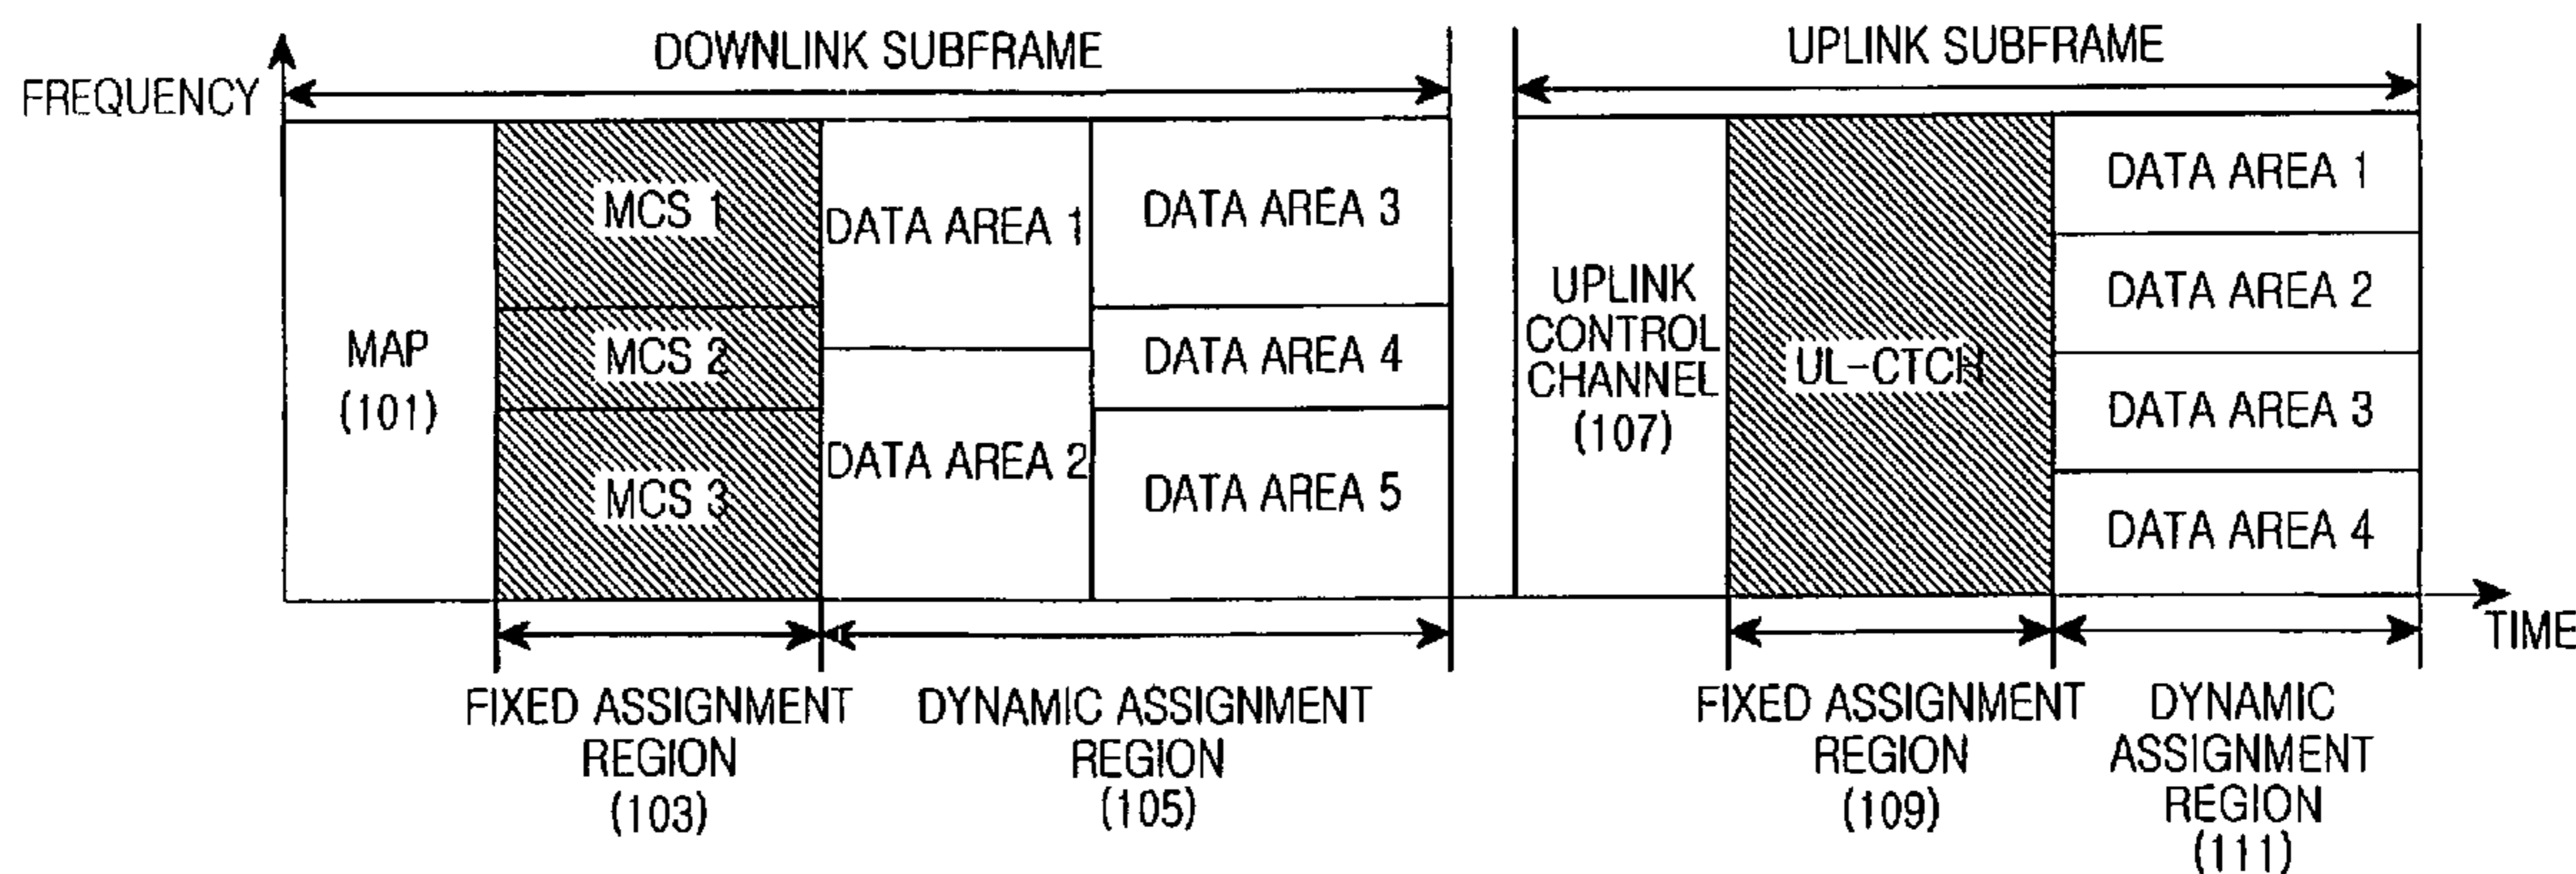 DOWNLINK SUBFRAME
UPLINK SUBFRAME
FREQUENCY
MAP
(101)
MCS 1
MCS 2
MCS 3
DATA AREA 1
DATA AREA 2
DATA AREA 3
DATA AREA 4
DATA AREA 5
UPLINK
CONTROL
CHANNEL
(107)
UL-CTCH
DATA AREA 1
DATA AREA 2
DATA AREA 3
DATA AREA 4
TIME
FIXED ASSIGNMENT
REGION
(103)
DYNAMIC ASSIGNMENT
REGION
(105)
FIXED ASSIGNMENT
REGION
(109)
DYNAMIC
ASSIGNMENT
REGION
(111)